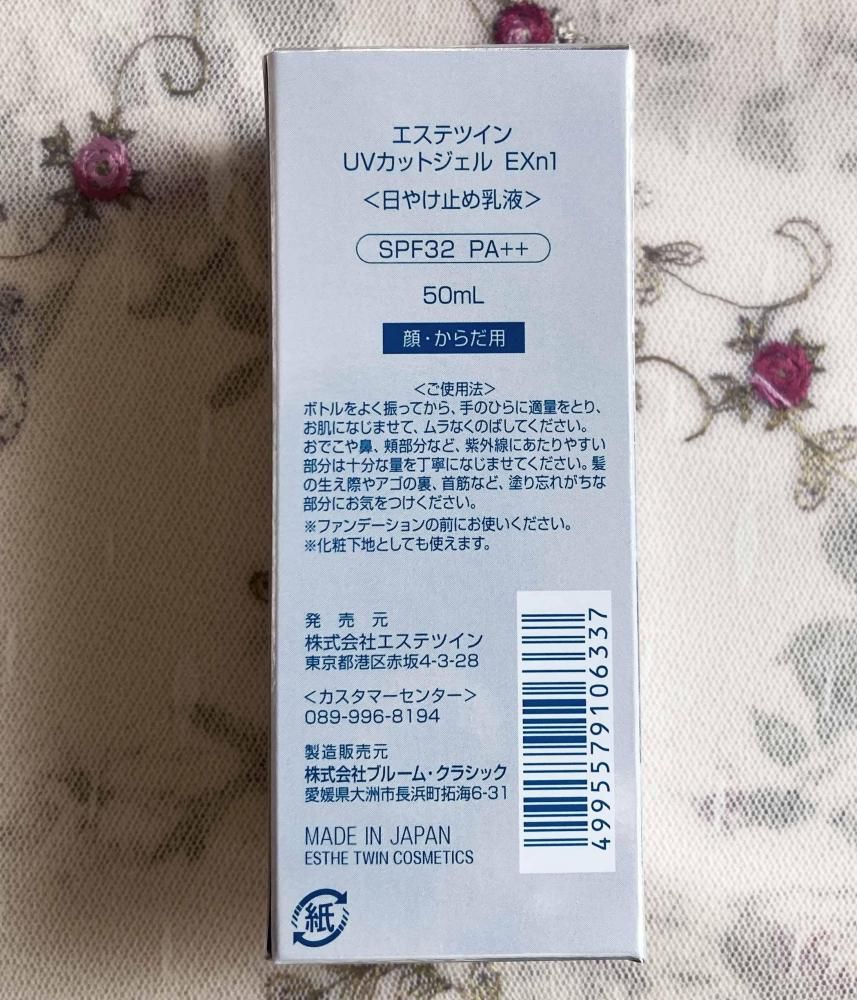 エステツイン
UVカットジェル EXn1
＜日やけ止め乳液＞
SPF32 PA++
50mL
顔・からだ用
＜ご使用法＞
ボトルをよく振ってから、手のひらに適量をとり、
お肌になじませて、ムラなくのばしてください。
おでこや鼻、頬部分など、紫外線にあたりやすい
部分は十分な量を丁寧になじませてください。髪
の生え際やアゴの裏、首筋など、塗り忘れがちな
部分にお気をつけください。
※ファンデーションの前にお使いください。
※化粧下地としても使えます。
発売元
株式会社エステツイン
東京都港区赤坂4-3-28
＜カスタマーセンター＞
089-996-8194
製造販売元
株式会社ブルーム・クラシック
愛媛県大洲市長浜町拓海6-31
MADE IN JAPAN
ESTHE TWIN COSMETICS
紙
4995579106337